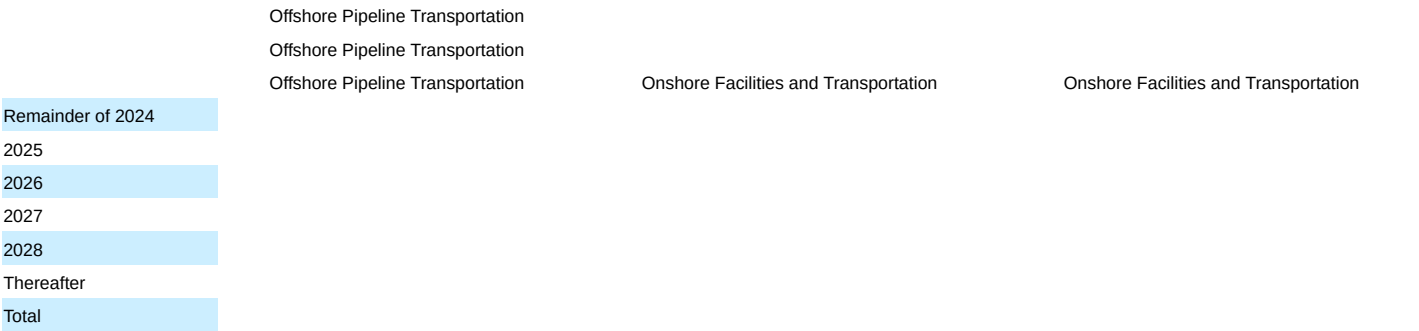 Offshore Pipeline Transportation
Offshore Pipeline Transportation
Offshore Pipeline Transportation Onshore Facilities and Transportation Onshore Facilities and Transportation
Remainder of 2024
2025
2026
2027
2028
Thereafter
Total